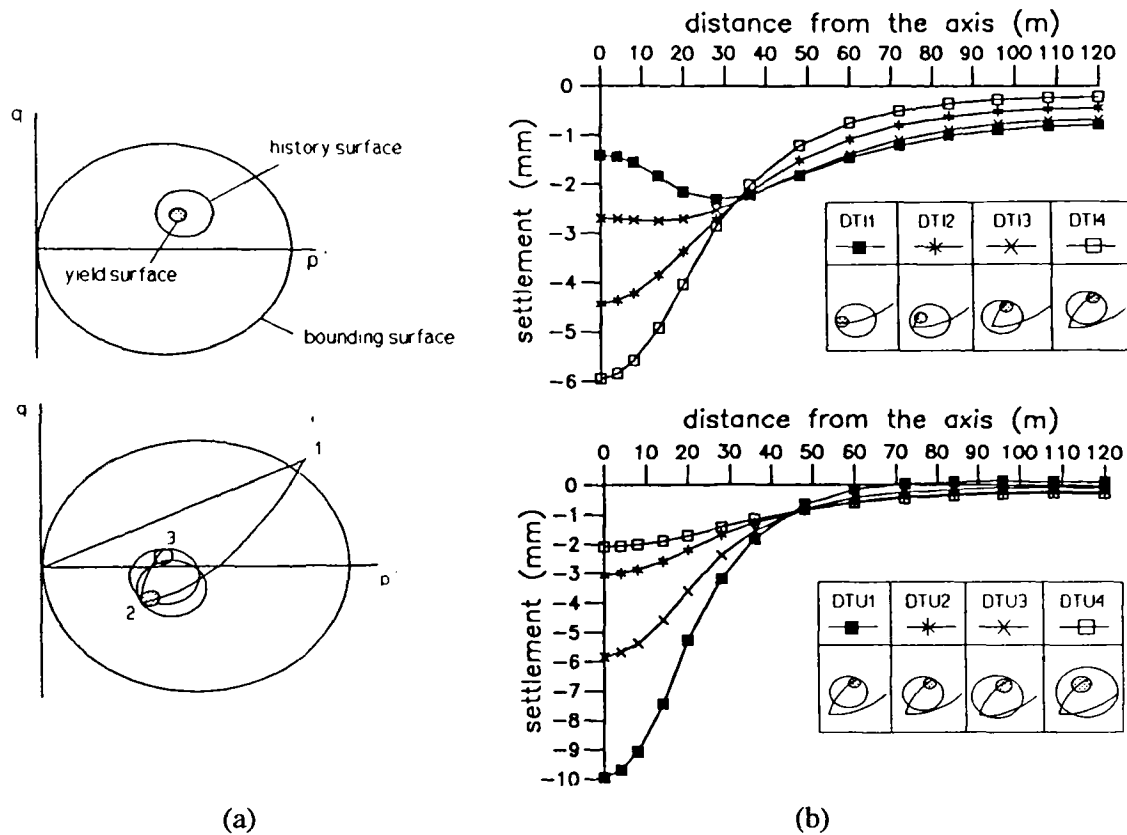 q
history surface
yield surface
p'
bounding surface
q
1
3
2
p'
(a)
distance from the axis (m)
0 10 20 30 40 50 60 70 80 90 100 110 120
0
-1
-2
-3
-4
-5
-6
settlement (mm)
DTI1 DTI2 DTI3 DTI4
distance from the axis (m)
0 10 20 30 40 50 60 70 80 90 100 110 120
0
-1
-2
-3
-4
-5
-6
-7
-8
-9
-10
settlement (mm)
DTU1 DTU2 DTU3 DTU4
(b)